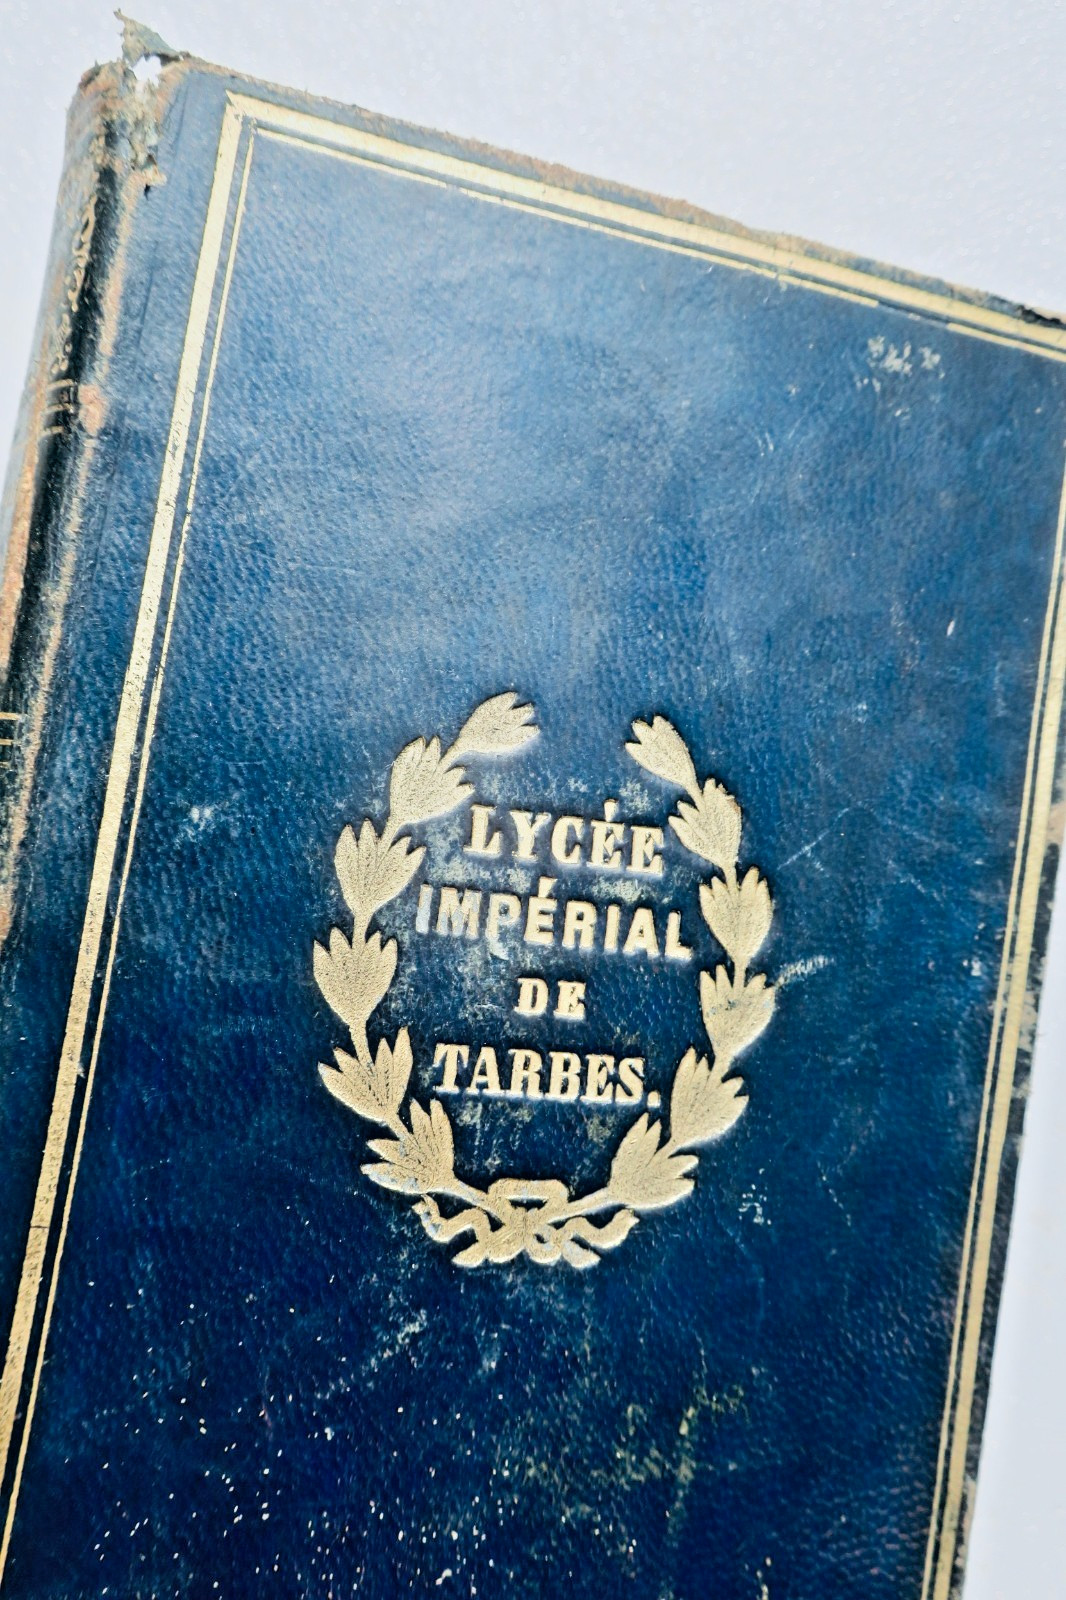 LYCÉE
IMPÉRIAL
DE
TARBES.